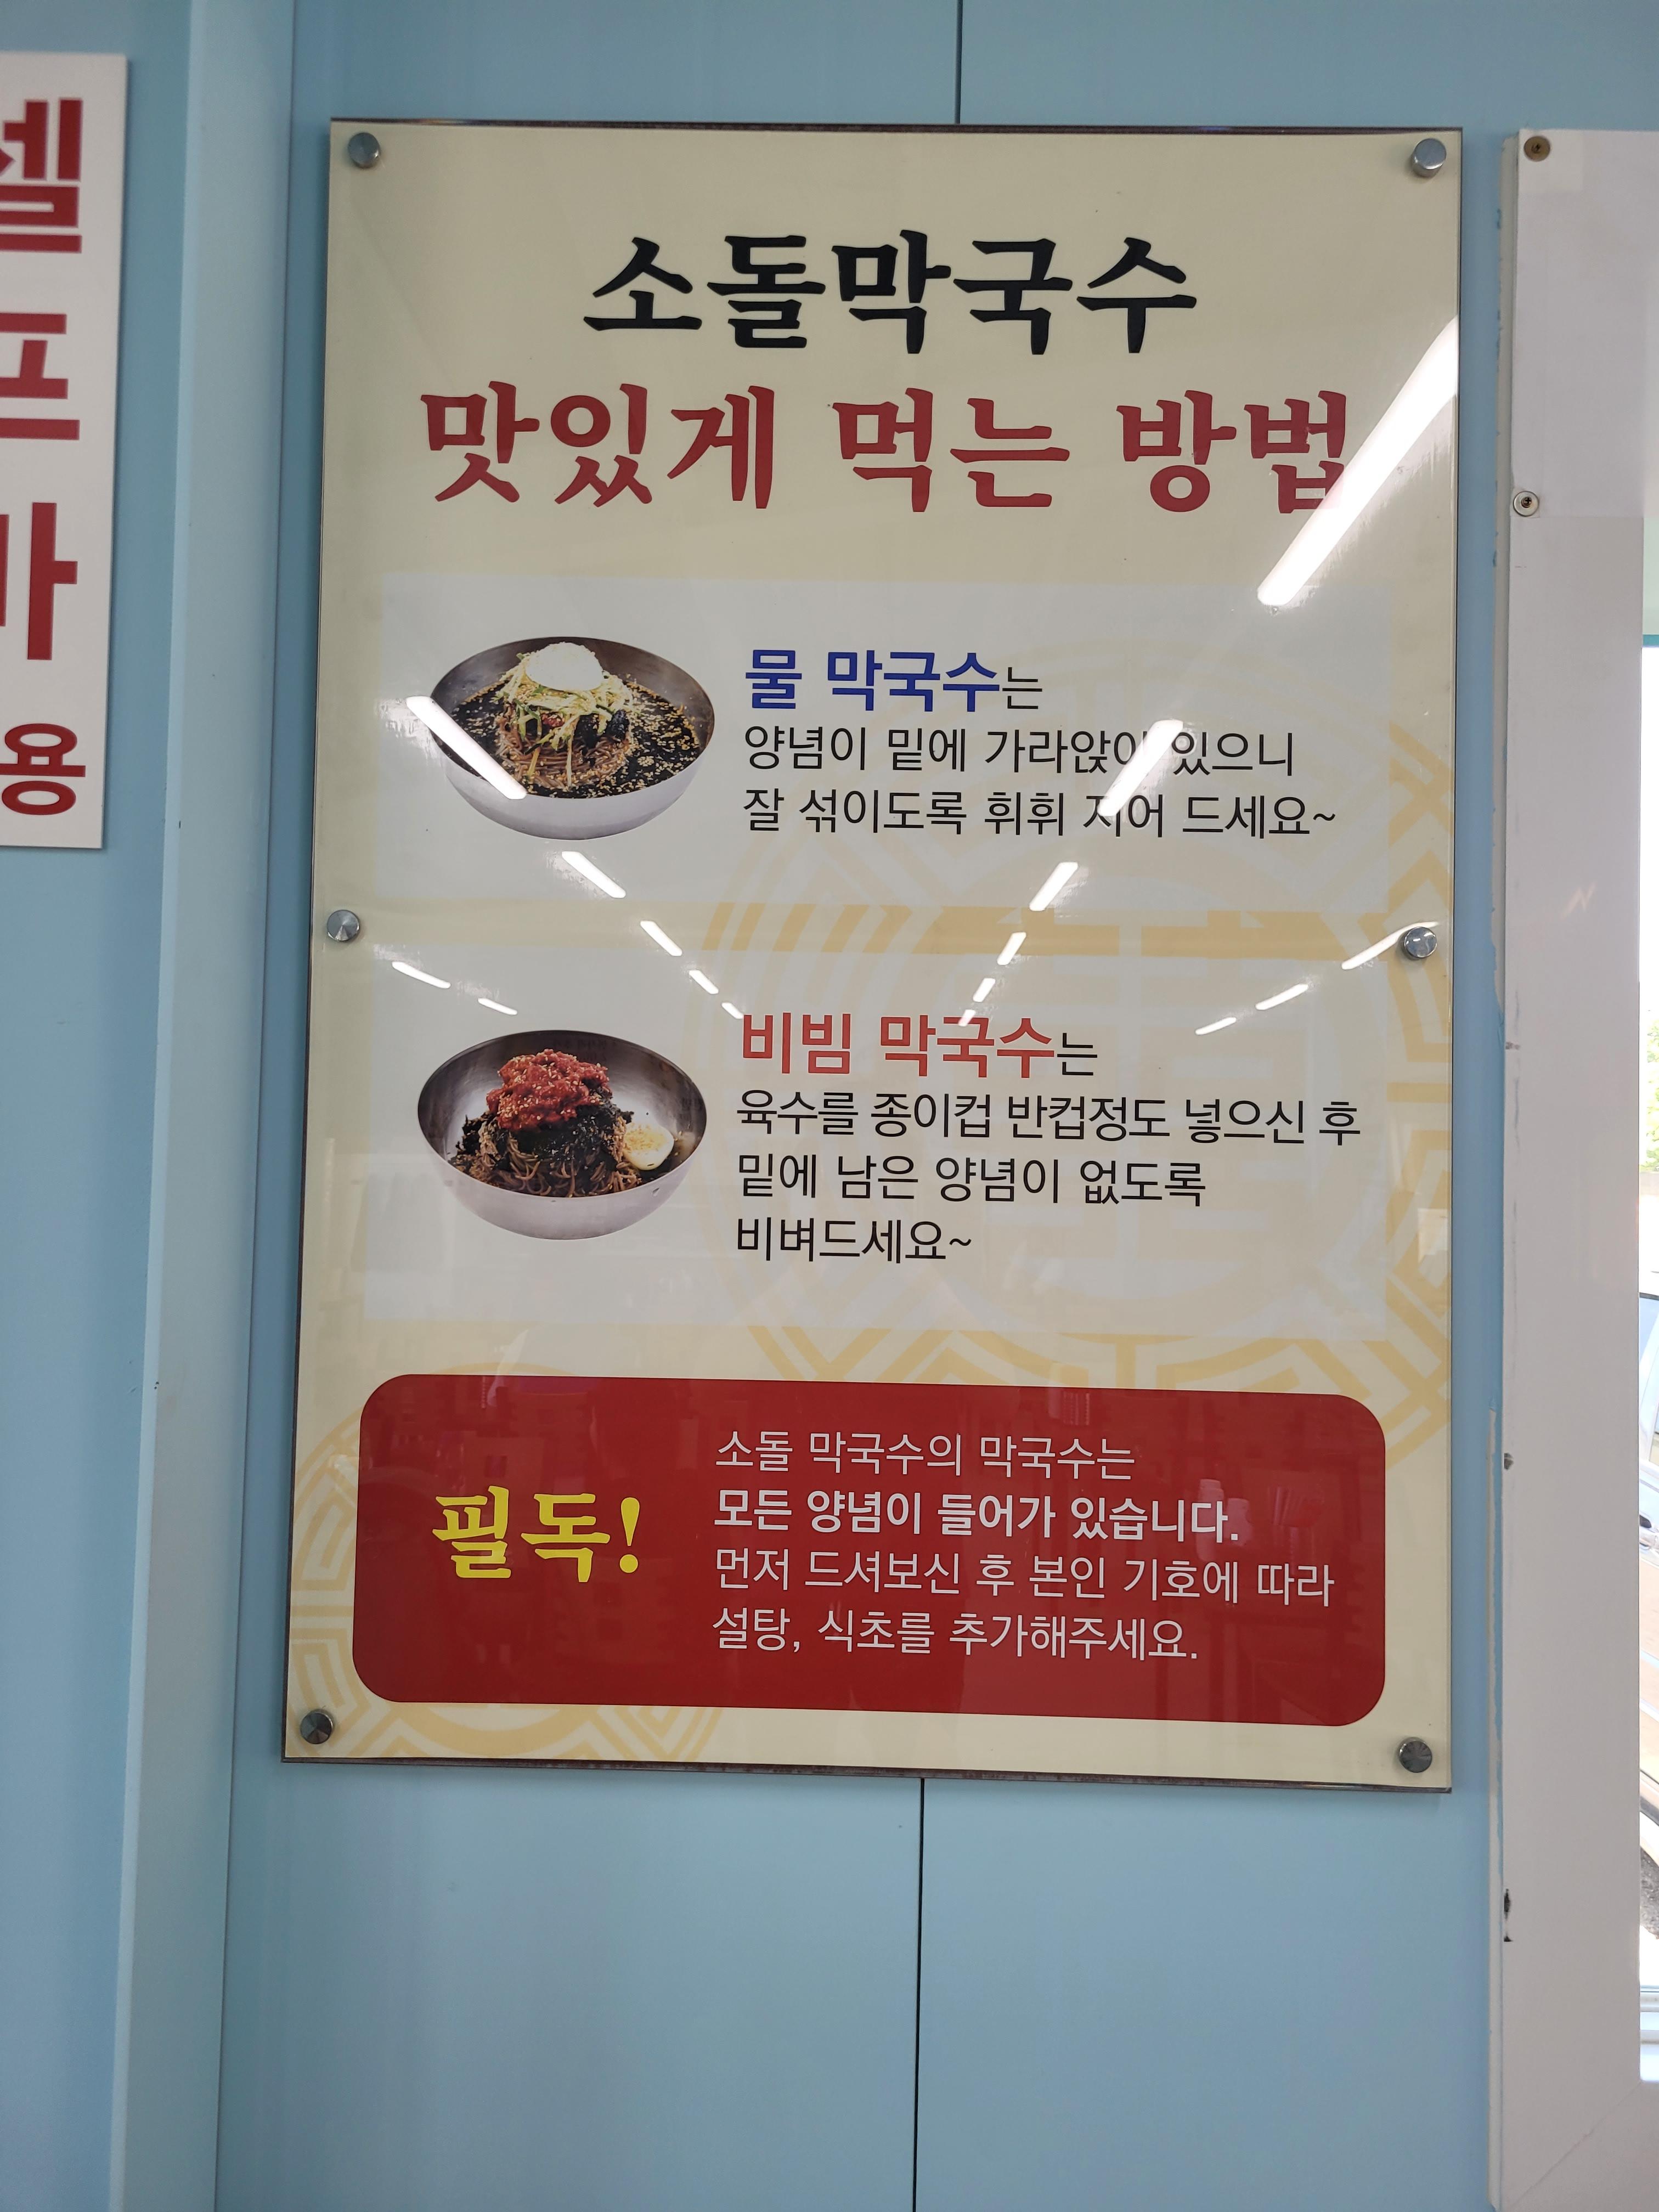 셀
프
용
소돌막국수
맛있게 먹는 방법
물 막국수는
양념이 밑에 가라앉아 있으니
잘 섞이도록 휘휘 저어 드세요~
비빔 막국수는
육수를 종이컵 반컵정도 넣으신 후
밑에 남은 양념이 없도록
비벼드세요~
필독!
소돌 막국수의 막국수는
모든 양념이 들어가 있습니다.
먼저 드셔보신 후 본인 기호에 따라
설탕, 식초를 추가해주세요.